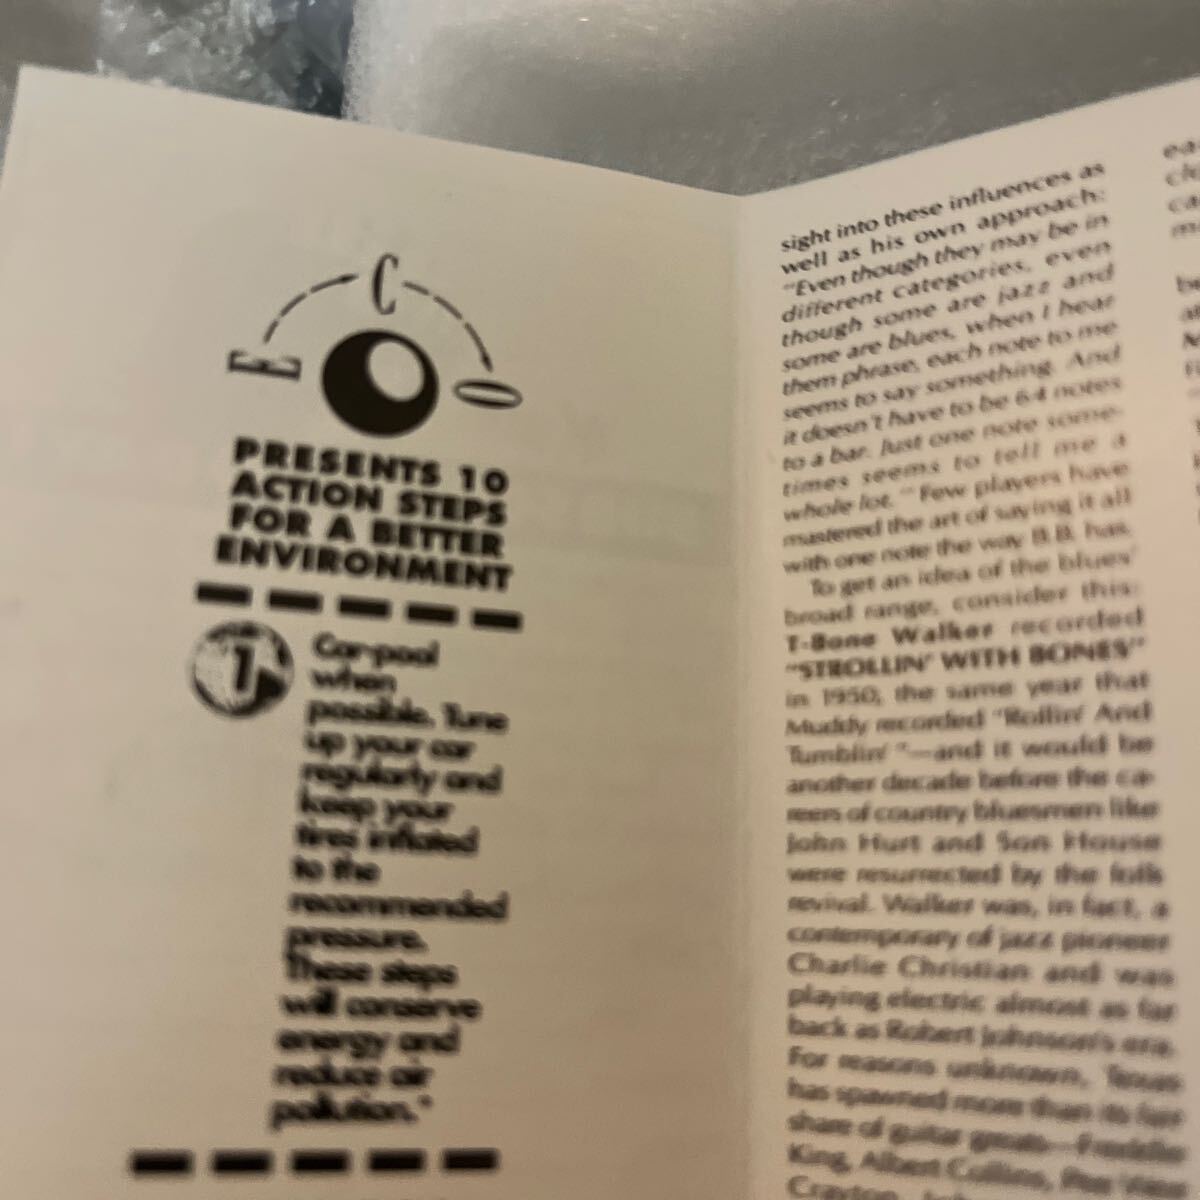 E C O
PRESENTS 10
ACTION STEPS
FOR A BETTER
ENVIRONMENT
1
Car-pool
when
possible. Tune
up your car
regularly and
keep your
tires inflated
to the
recommended
pressure.
These steps
will conserve
energy and
reduce air
pollution."
sight into these influences as
well as his own approach:
"Even though they may be in
different categories, even
though some are jazz and
some are blues, when I hear
them phrase, each note to me
seems to say something. And
it doesn't have to be 64 notes
to a bar. Just one note some-
times seems to tell me a
whole lot." Few players have
mastered the art of saying it all
with one note the way B.B. has.
To get an idea of the blues'
broad range, consider this:
T-Bone Walker recorded
"STROLLIN' WITH BONES"
in 1950, the same year that
Muddy recorded "Rollin' And
Tumblin' "—and it would be
another decade before the ca-
reers of country bluesmen like
John Hurt and Son House
were resurrected by the folk
revival. Walker was, in fact, a
contemporary of jazz pioneer
Charlie Christian and was
playing electric almost as far
back as Robert Johnson's era.
For reasons unknown, Texas
has spawned more than its fair
share of guitar greats—Freddie
King, Albert Collins, Pee Wee
Crayton,